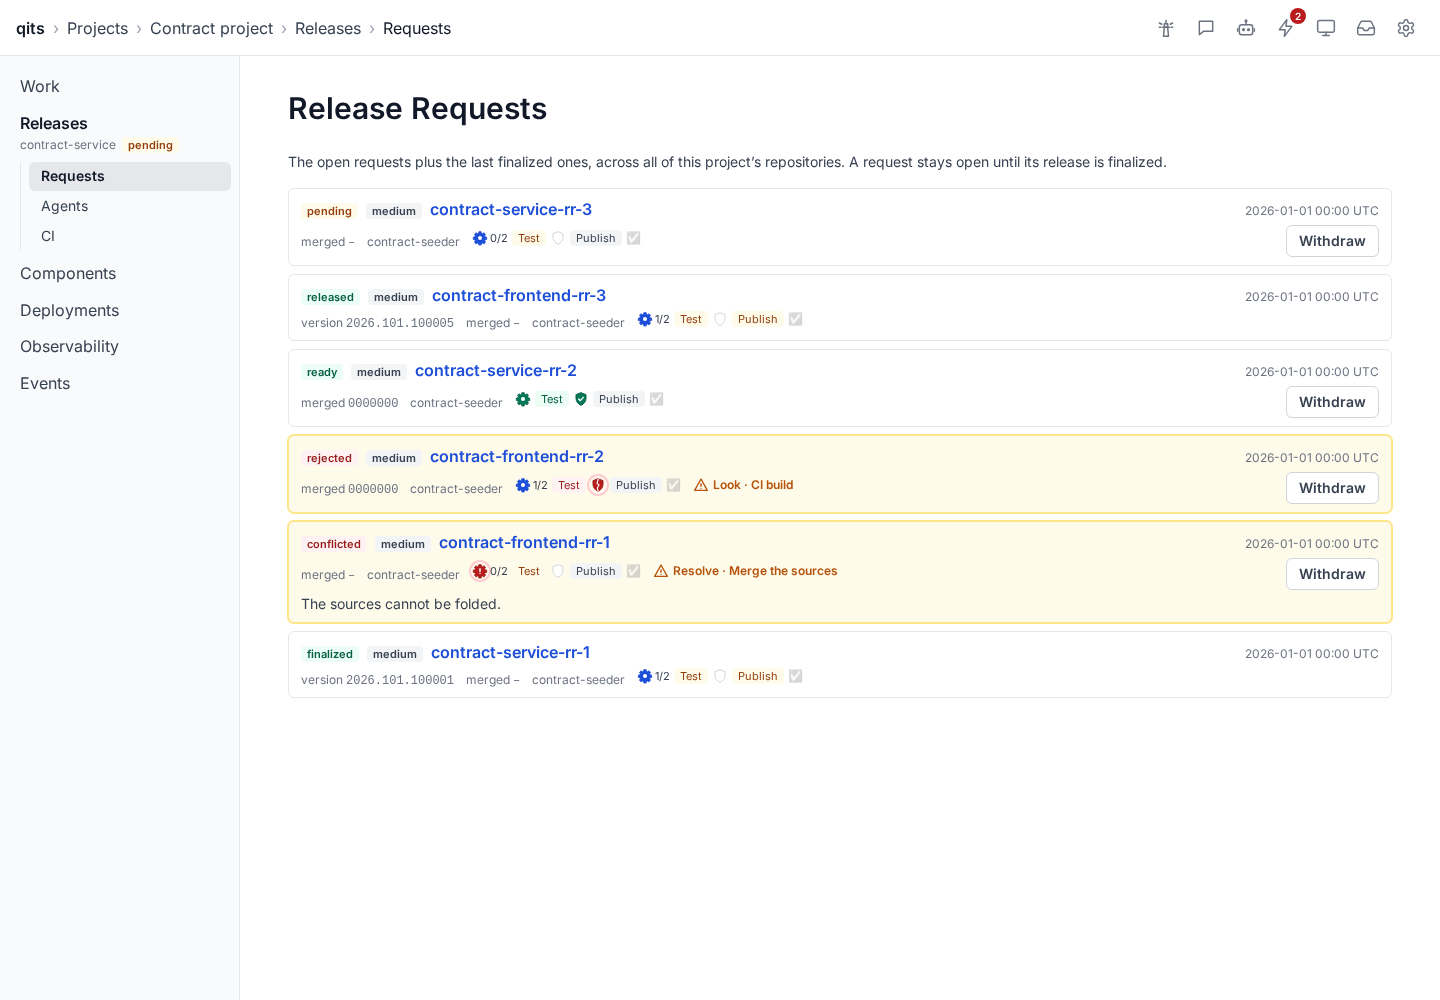 qits › Projects › Contract project › Releases › Requests
2
Work
Releases
contract-service pending
Requests
Agents
CI
Components
Deployments
Observability
Events
Release Requests
The open requests plus the last finalized ones, across all of this project’s repositories. A request stays open until its release is finalized.
pending medium contract-service-rr-3 2026-01-01 00:00 UTC
merged – contract-seeder 0/2 Test Publish Withdraw
released medium contract-frontend-rr-3 2026-01-01 00:00 UTC
version 2026.101.100005 merged – contract-seeder 1/2 Test Publish
ready medium contract-service-rr-2 2026-01-01 00:00 UTC
merged 0000000 contract-seeder Test Publish Withdraw
rejected medium contract-frontend-rr-2 2026-01-01 00:00 UTC
merged 0000000 contract-seeder 1/2 Test Publish Look · CI build Withdraw
conflicted medium contract-frontend-rr-1 2026-01-01 00:00 UTC
merged – contract-seeder 0/2 Test Publish Resolve · Merge the sources Withdraw
The sources cannot be folded.
finalized medium contract-service-rr-1 2026-01-01 00:00 UTC
version 2026.101.100001 merged – contract-seeder 1/2 Test Publish